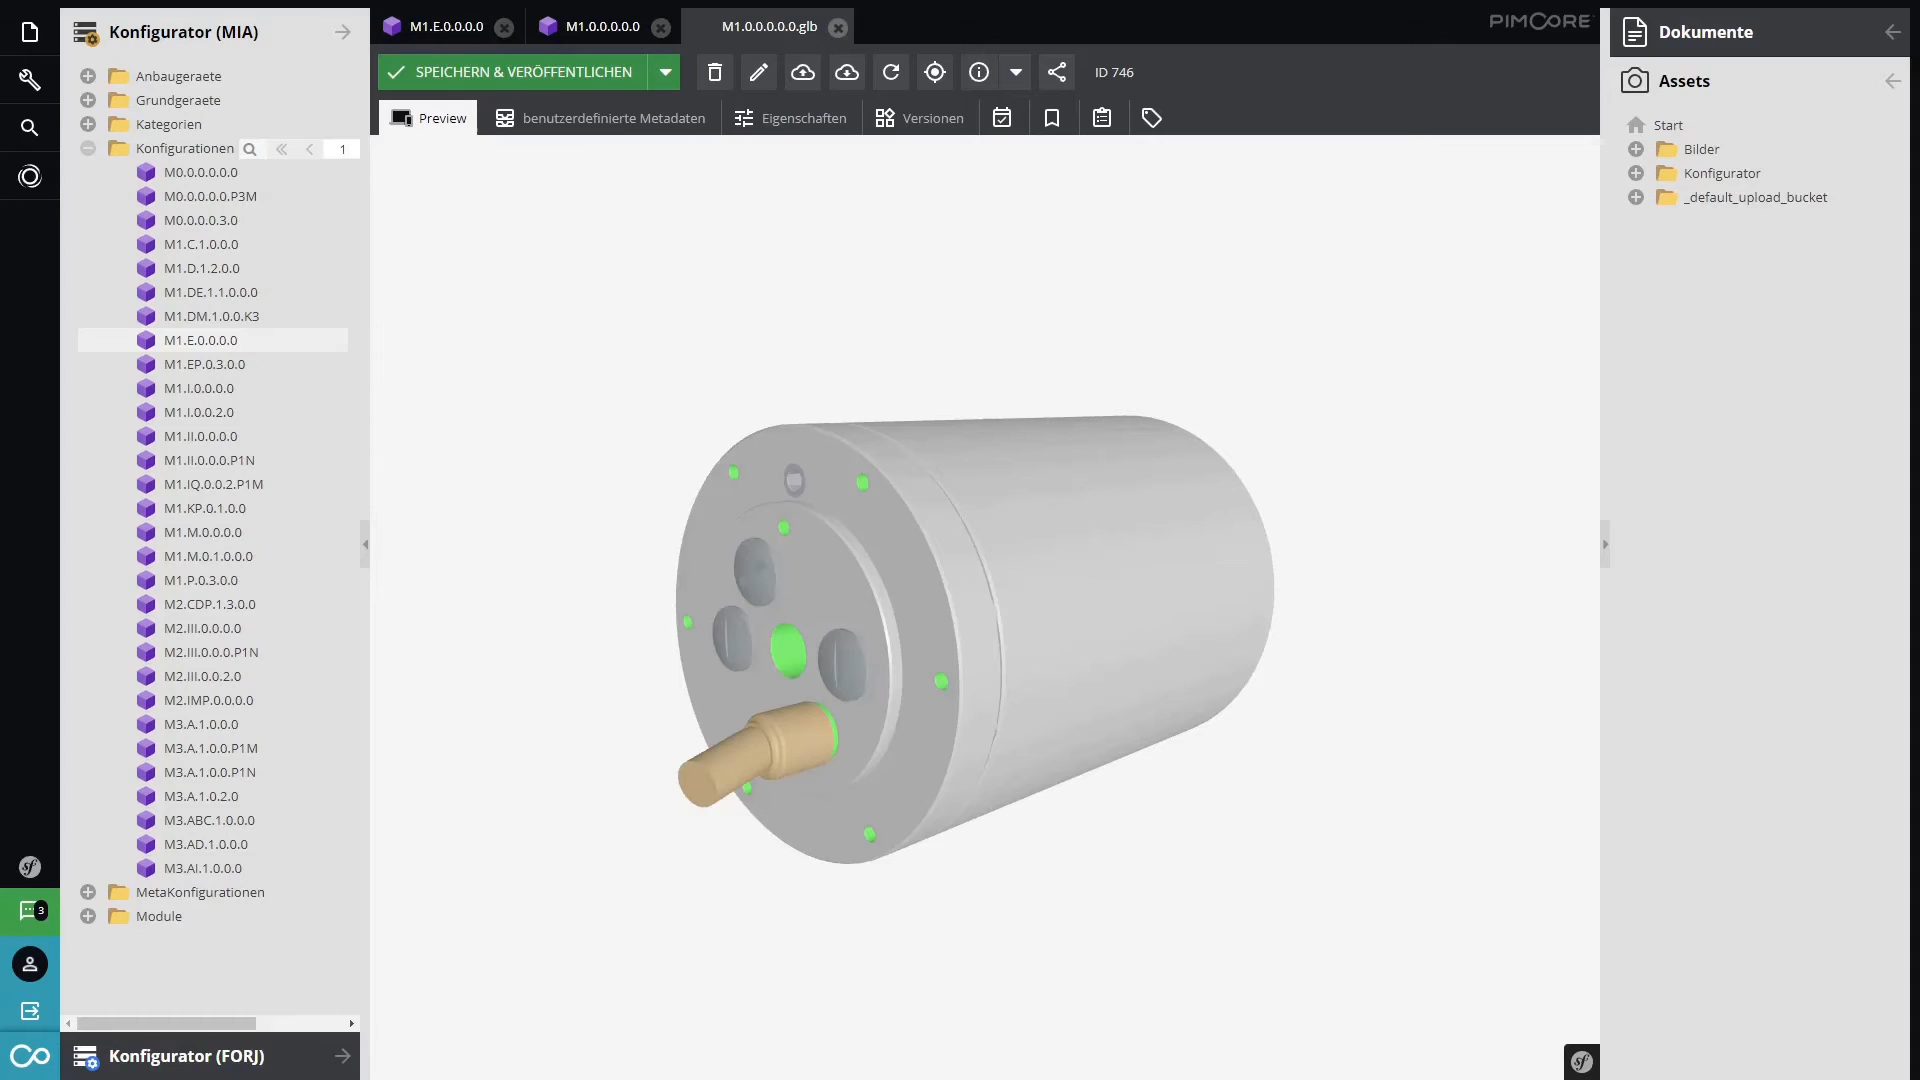 Konfigurator (MIA)
M1.E.0.0.0.0
M1.0.0.0.0.0
M1.0.0.0.0.0.glb
PIMCORE
Dokumente
SPEICHERN & VERÖFFENTLICHEN
ID 746
Preview
benutzerdefinierte Metadaten
Eigenschaften
Versionen
Assets
Start
Bilder
Konfigurator
_default_upload_bucket
Anbaugeraete
Grundgeraete
Kategorien
Konfigurationen
1
M0.0.0.0.0.0
M0.0.0.0.0.P3M
M0.0.0.0.3.0
M1.C.1.0.0.0
M1.D.1.2.0.0
M1.DE.1.1.0.0.0
M1.DM.1.0.0.K3
M1.E.0.0.0.0
M1.EP.0.3.0.0
M1.I.0.0.0.0
M1.I.0.0.2.0
M1.II.0.0.0.0
M1.II.0.0.0.P1N
M1.IQ.0.0.2.P1M
M1.KP.0.1.0.0
M1.M.0.0.0.0
M1.M.0.1.0.0.0
M1.P.0.3.0.0
M2.CDP.1.3.0.0
M2.III.0.0.0.0
M2.III.0.0.0.P1N
M2.III.0.0.2.0
M2.IMP.0.0.0.0
M3.A.1.0.0.0
M3.A.1.0.0.P1M
M3.A.1.0.0.P1N
M3.A.1.0.2.0
M3.ABC.1.0.0.0
M3.AD.1.0.0.0
M3.AI.1.0.0.0
MetaKonfigurationen
Module
3
Konfigurator (FORJ)
sf
sf